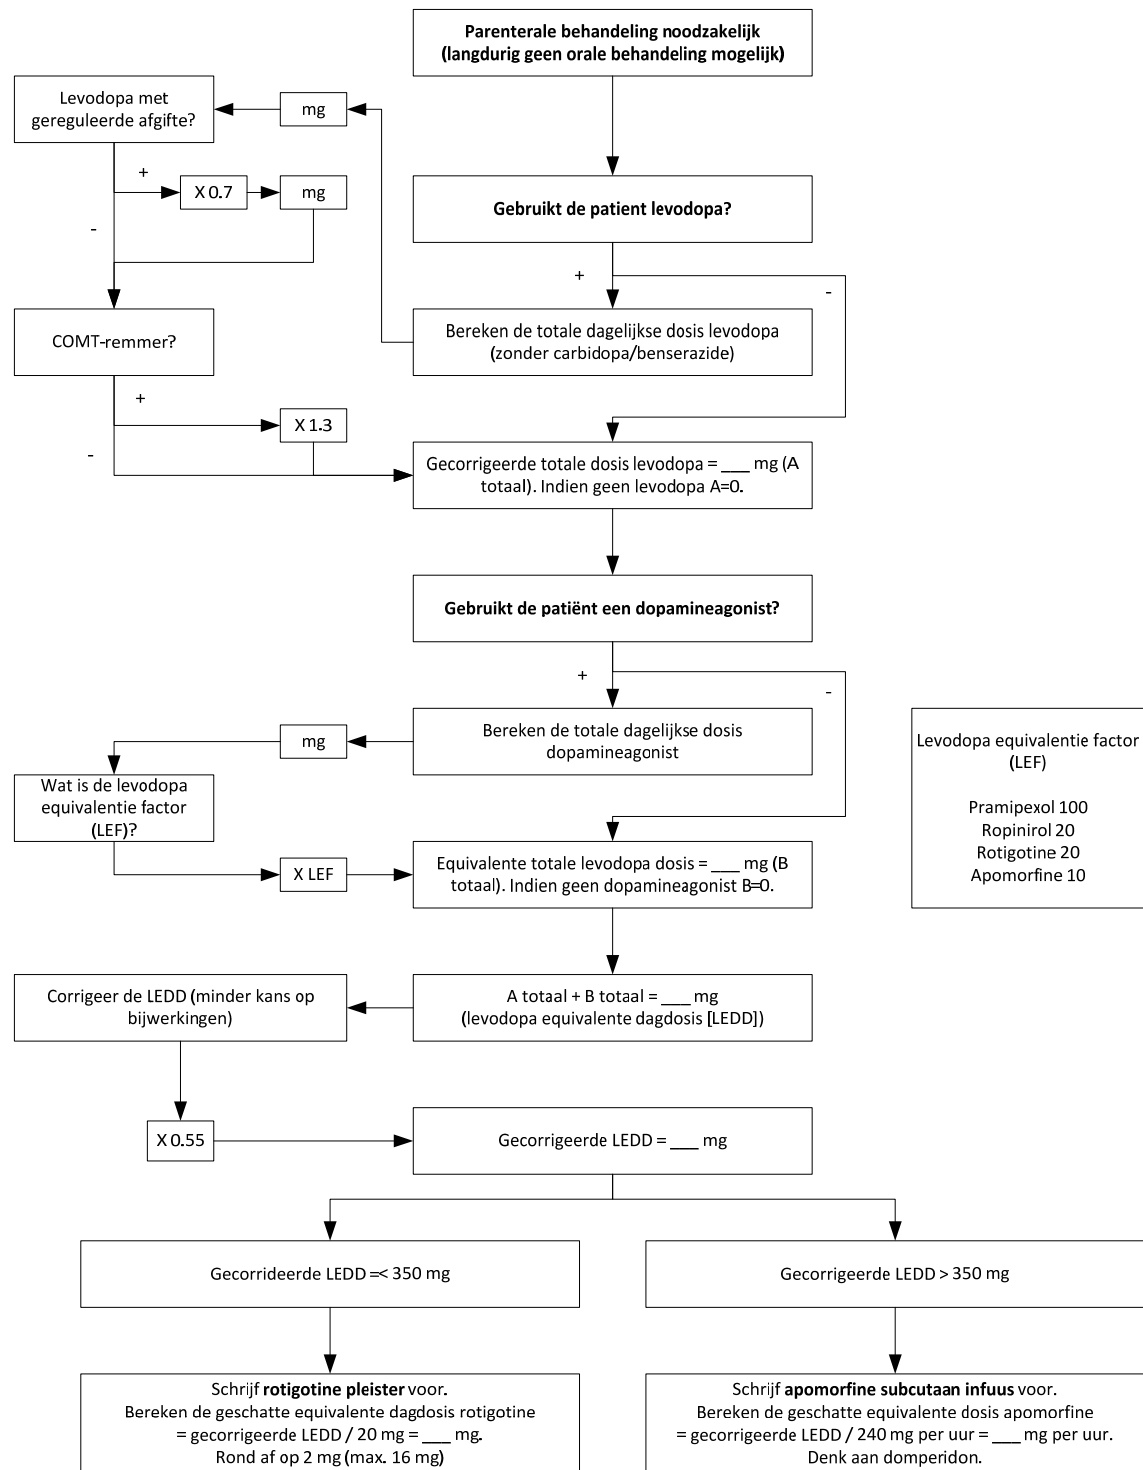 Parenterale behandeling noodzakelijk
(langdurig geen orale behandeling mogelijk)
Levodopa met
gereguleerde afgifte?
mg
+
X 0.7
mg
-
Gebruikt de patient levodopa?
+
-
COMT-remmer?
Bereken de totale dagelijkse dosis levodopa
(zonder carbidopa/benserazide)
+
X 1.3
-
Gecorrigeerde totale dosis levodopa = ___ mg (A
totaal). Indien geen levodopa A=0.
Gebruikt de patiënt een dopamineagonist?
+
-
Bereken de totale dagelijkse dosis
dopamineagonist
mg
Wat is de levodopa
equivalentie factor
(LEF)?
X LEF
Equivalente totale levodopa dosis = ___ mg (B
totaal). Indien geen dopamineagonist B=0.
Levodopa equivalentie factor
(LEF)
Pramipexol 100
Ropinirol 20
Rotigotine 20
Apomorfine 10
A totaal + B totaal = ___ mg
(levodopa equivalente dagdosis [LEDD])
Corrigeer de LEDD (minder kans op
bijwerkingen)
X 0.55
Gecorrigeerde LEDD = ___ mg
Gecorrideerde LEDD =< 350 mg
Gecorrigeerde LEDD > 350 mg
Schrijf rotigotine pleister voor.
Bereken de geschatte equivalente dagdosis rotigotine
= gecorrigeerde LEDD / 20 mg = ___ mg.
Rond af op 2 mg (max. 16 mg)
Schrijf apomorfine subcutaan infuus voor.
Bereken de geschatte equivalente dosis apomorfine
= gecorrigeerde LEDD / 240 mg per uur = ___ mg per uur.
Denk aan domperidon.